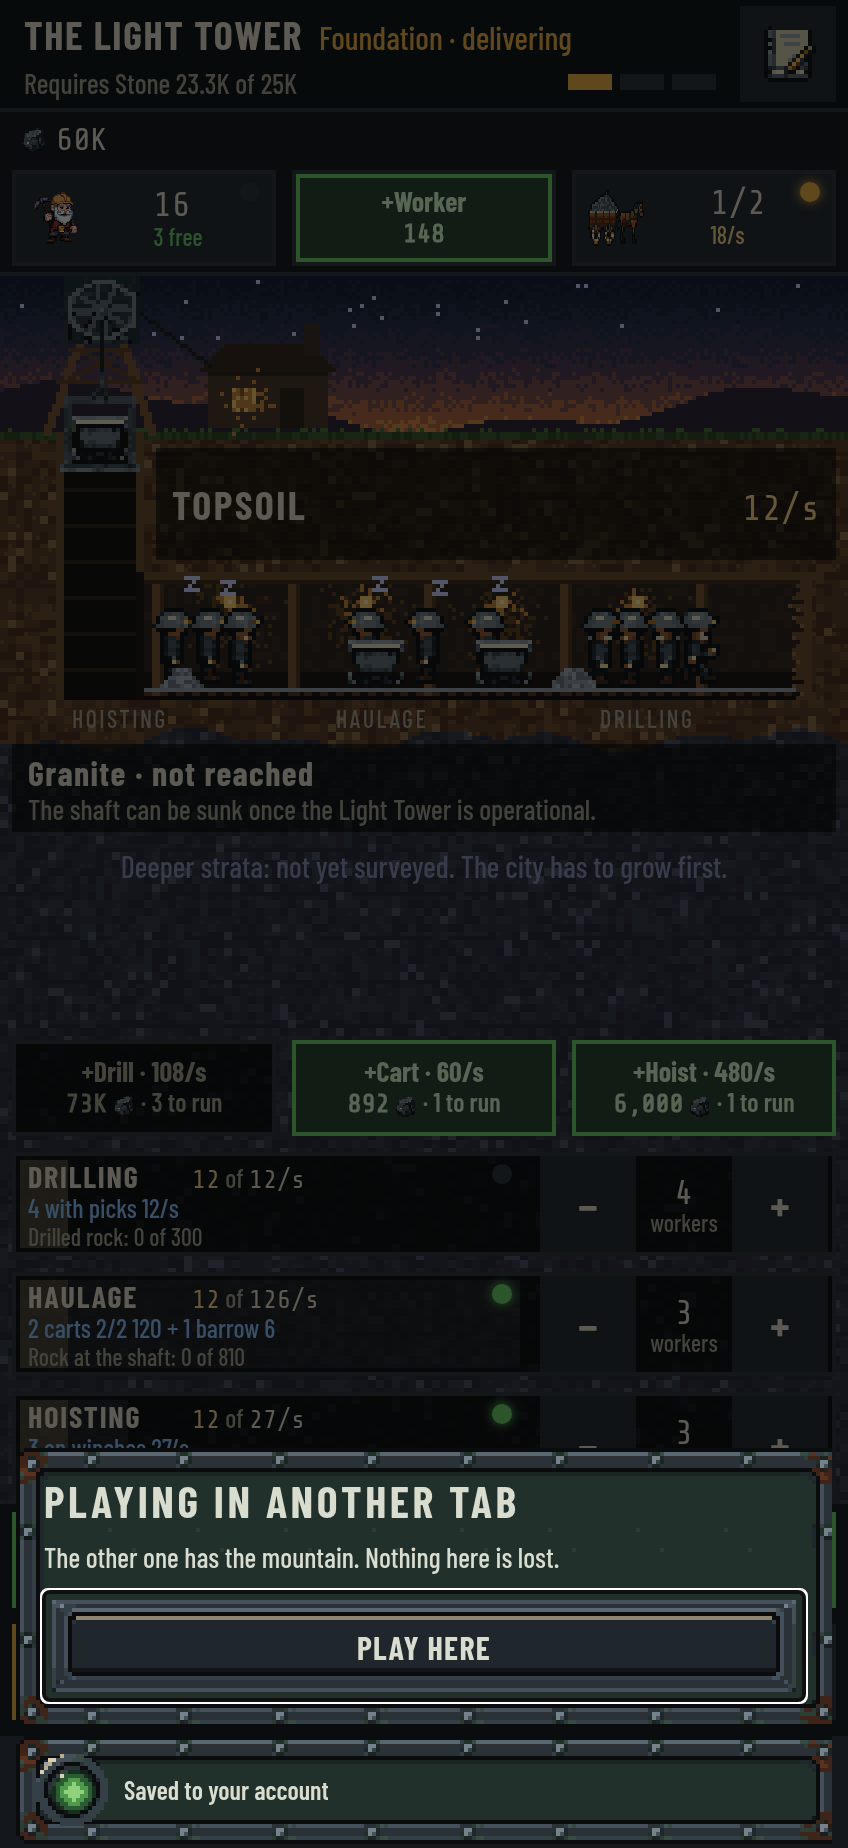 THE LIGHT TOWER Foundation · delivering
Requires Stone 23.3K of 25K
60K
16
3 free
+Worker
148
1/2
18/s
TOPSOIL 12/s
HOISTING HAULAGE DRILLING
Granite · not reached
The shaft can be sunk once the Light Tower is operational.
Deeper strata: not yet surveyed. The city has to grow first.
+Drill · 108/s
73K · 3 to run
+Cart · 60/s
892 · 1 to run
+Hoist · 480/s
6,000 · 1 to run
DRILLING 12 of 12/s
4 with picks 12/s
Drilled rock: 0 of 300
− 4 +
workers
HAULAGE 12 of 126/s
2 carts 2/2 120 + 1 barrow 6
Rock at the shaft: 0 of 810
− 3 +
workers
HOISTING 12 of 27/s
3 on winches 27/s
− 3 +
PLAYING IN ANOTHER TAB
The other one has the mountain. Nothing here is lost.
PLAY HERE
Saved to your account